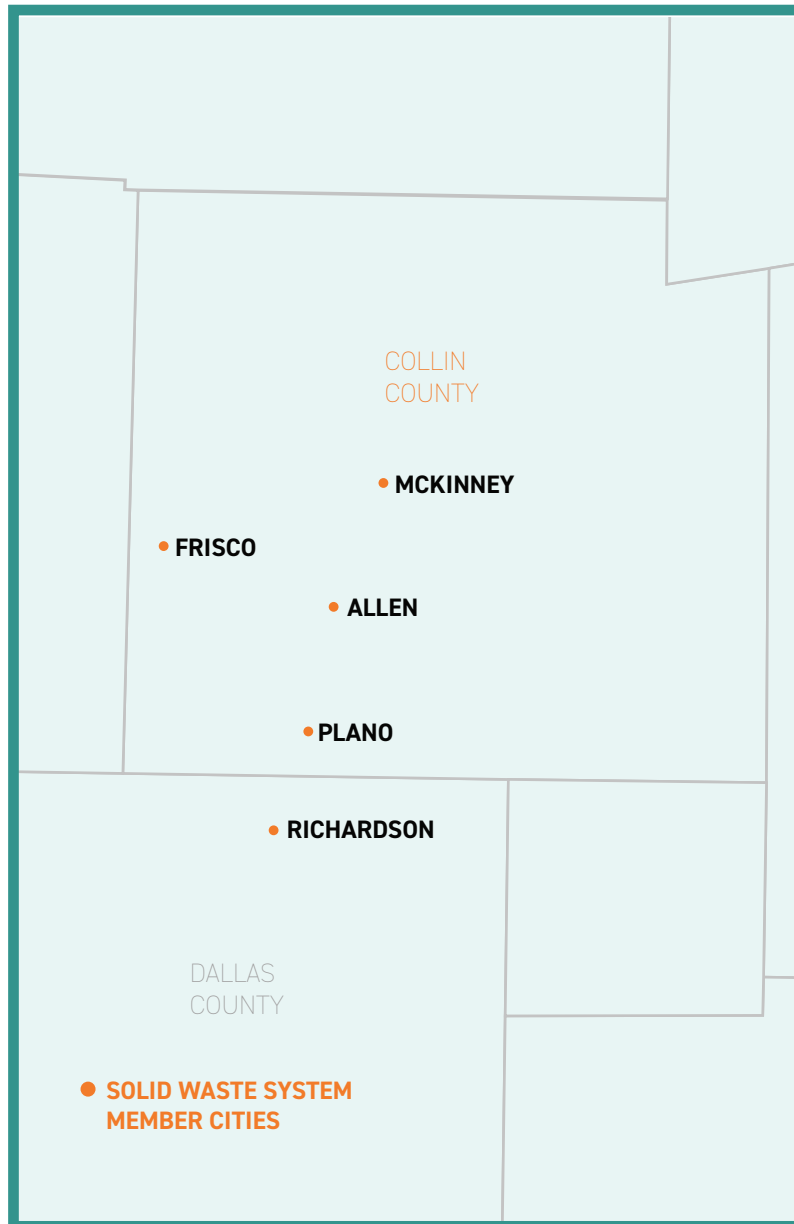 COLLIN
COUNTY
MCKINNEY
FRISCO
ALLEN
PLANO
RICHARDSON
DALLAS
COUNTY
SOLID WASTE SYSTEM
MEMBER CITIES